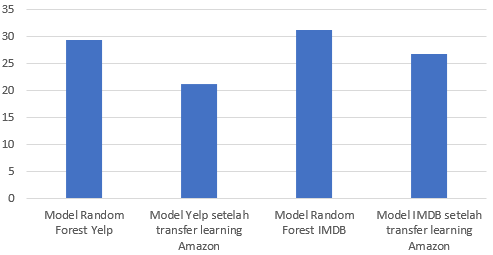 35
30
25
20
15
10
5
0
Model Random
Forest Yelp
Model Yelp setelah
transfer learning
Amazon
Model Random
Forest IMDB
Model IMDB setelah
transfer learning
Amazon